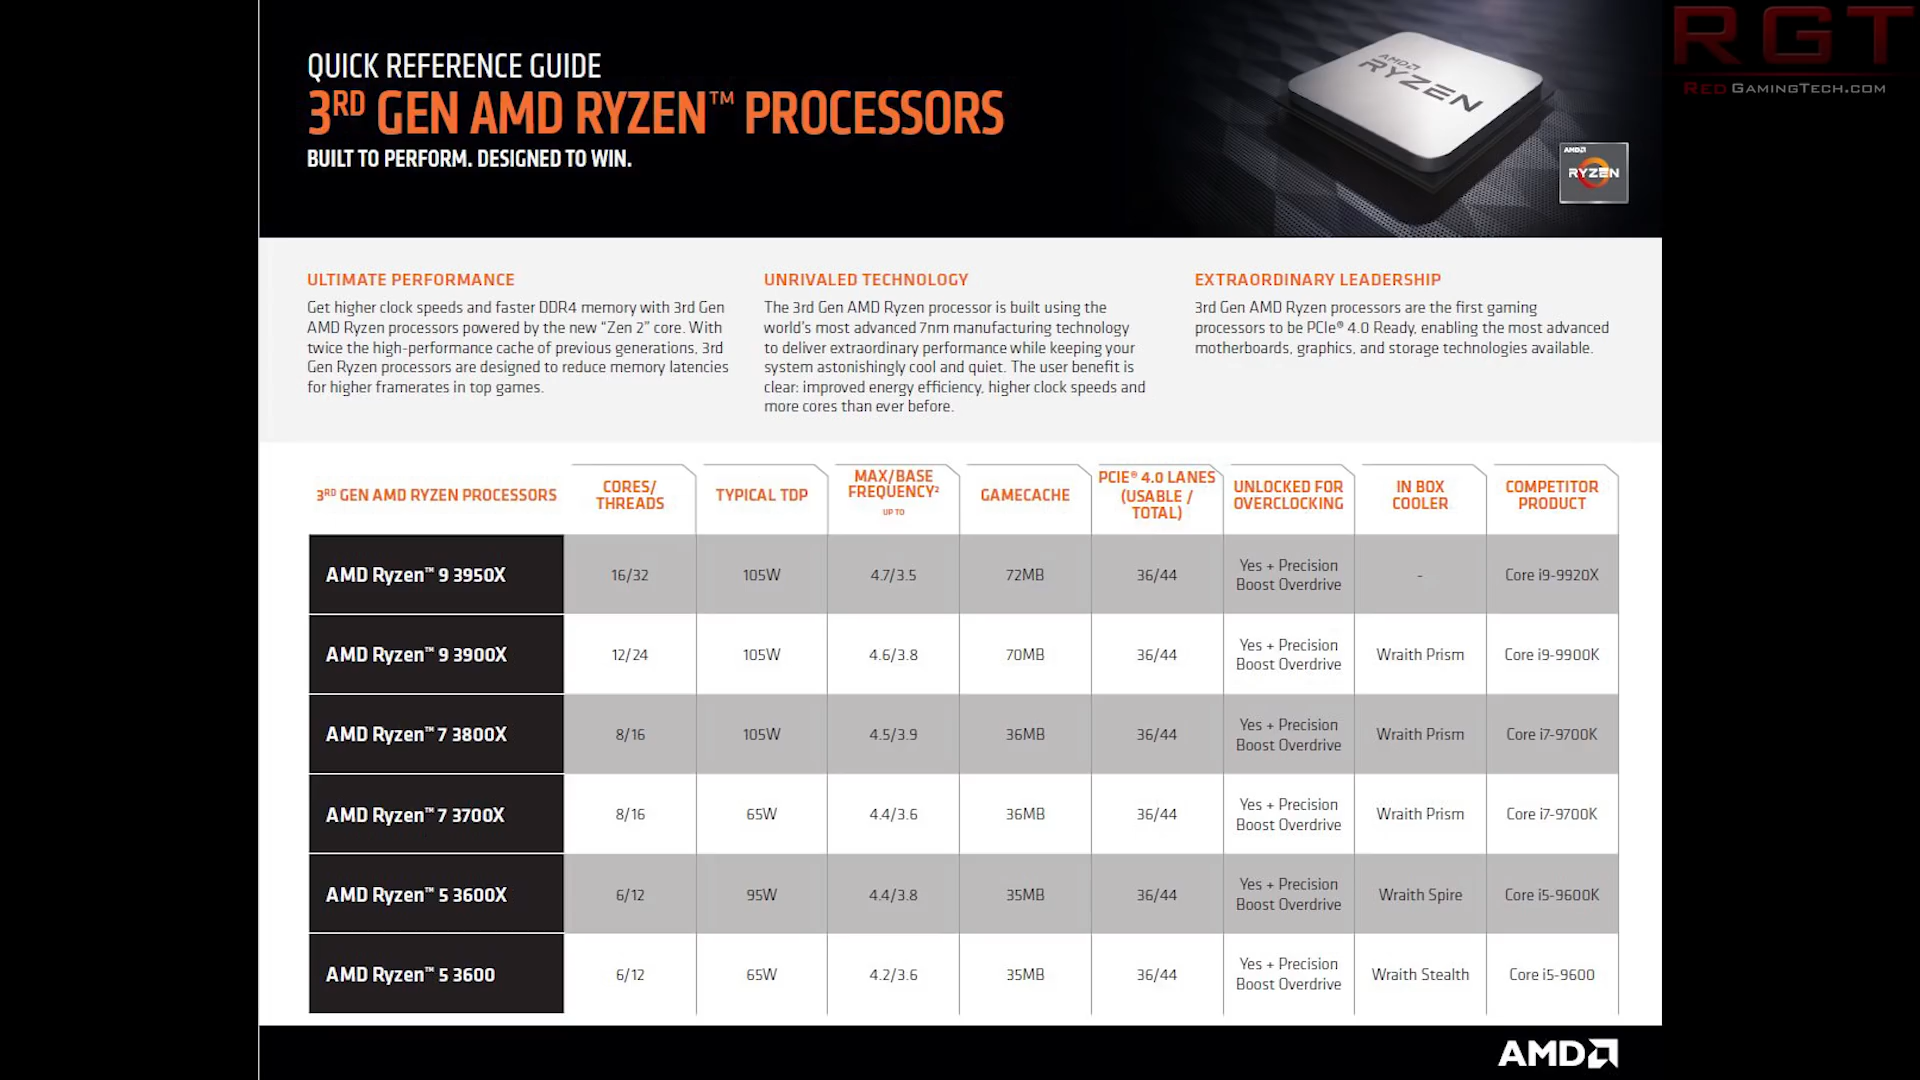 RGT
RED GAMINGTECH.COM
QUICK REFERENCE GUIDE
3RD GEN AMD RYZEN™ PROCESSORS
BUILT TO PERFORM. DESIGNED TO WIN.
AMD
RYZEN
AMD
RYZEN
ULTIMATE PERFORMANCE
Get higher clock speeds and faster DDR4 memory with 3rd Gen
AMD Ryzen processors powered by the new “Zen 2” core. With
twice the high-performance cache of previous generations, 3rd
Gen Ryzen processors are designed to reduce memory latencies
for higher framerates in top games.
UNRIVALED TECHNOLOGY
The 3rd Gen AMD Ryzen processor is built using the
world's most advanced 7nm manufacturing technology
to deliver extraordinary performance while keeping your
system astonishingly cool and quiet. The user benefit is
clear: improved energy efficiency, higher clock speeds and
more cores than ever before.
EXTRAORDINARY LEADERSHIP
3rd Gen AMD Ryzen processors are the first gaming
processors to be PCIe® 4.0 Ready, enabling the most advanced
motherboards, graphics, and storage technologies available.
3RD GEN AMD RYZEN PROCESSORS
CORES/
THREADS
TYPICAL TDP
MAX/BASE
FREQUENCY²
UP TO
GAMECACHE
PCIE® 4.0 LANES
(USABLE /
TOTAL)
UNLOCKED FOR
OVERCLOCKING
IN BOX
COOLER
COMPETITOR
PRODUCT
AMD Ryzen™ 9 3950X 16/32 105W 4.7/3.5 72MB 36/44 Yes + Precision Boost Overdrive - Core i9-9920X
AMD Ryzen™ 9 3900X 12/24 105W 4.6/3.8 70MB 36/44 Yes + Precision Boost Overdrive Wraith Prism Core i9-9900K
AMD Ryzen™ 7 3800X 8/16 105W 4.5/3.9 36MB 36/44 Yes + Precision Boost Overdrive Wraith Prism Core i7-9700K
AMD Ryzen™ 7 3700X 8/16 65W 4.4/3.6 36MB 36/44 Yes + Precision Boost Overdrive Wraith Prism Core i7-9700K
AMD Ryzen™ 5 3600X 6/12 95W 4.4/3.8 35MB 36/44 Yes + Precision Boost Overdrive Wraith Spire Core i5-9600K
AMD Ryzen™ 5 3600 6/12 65W 4.2/3.6 35MB 36/44 Yes + Precision Boost Overdrive Wraith Stealth Core i5-9600
AMD